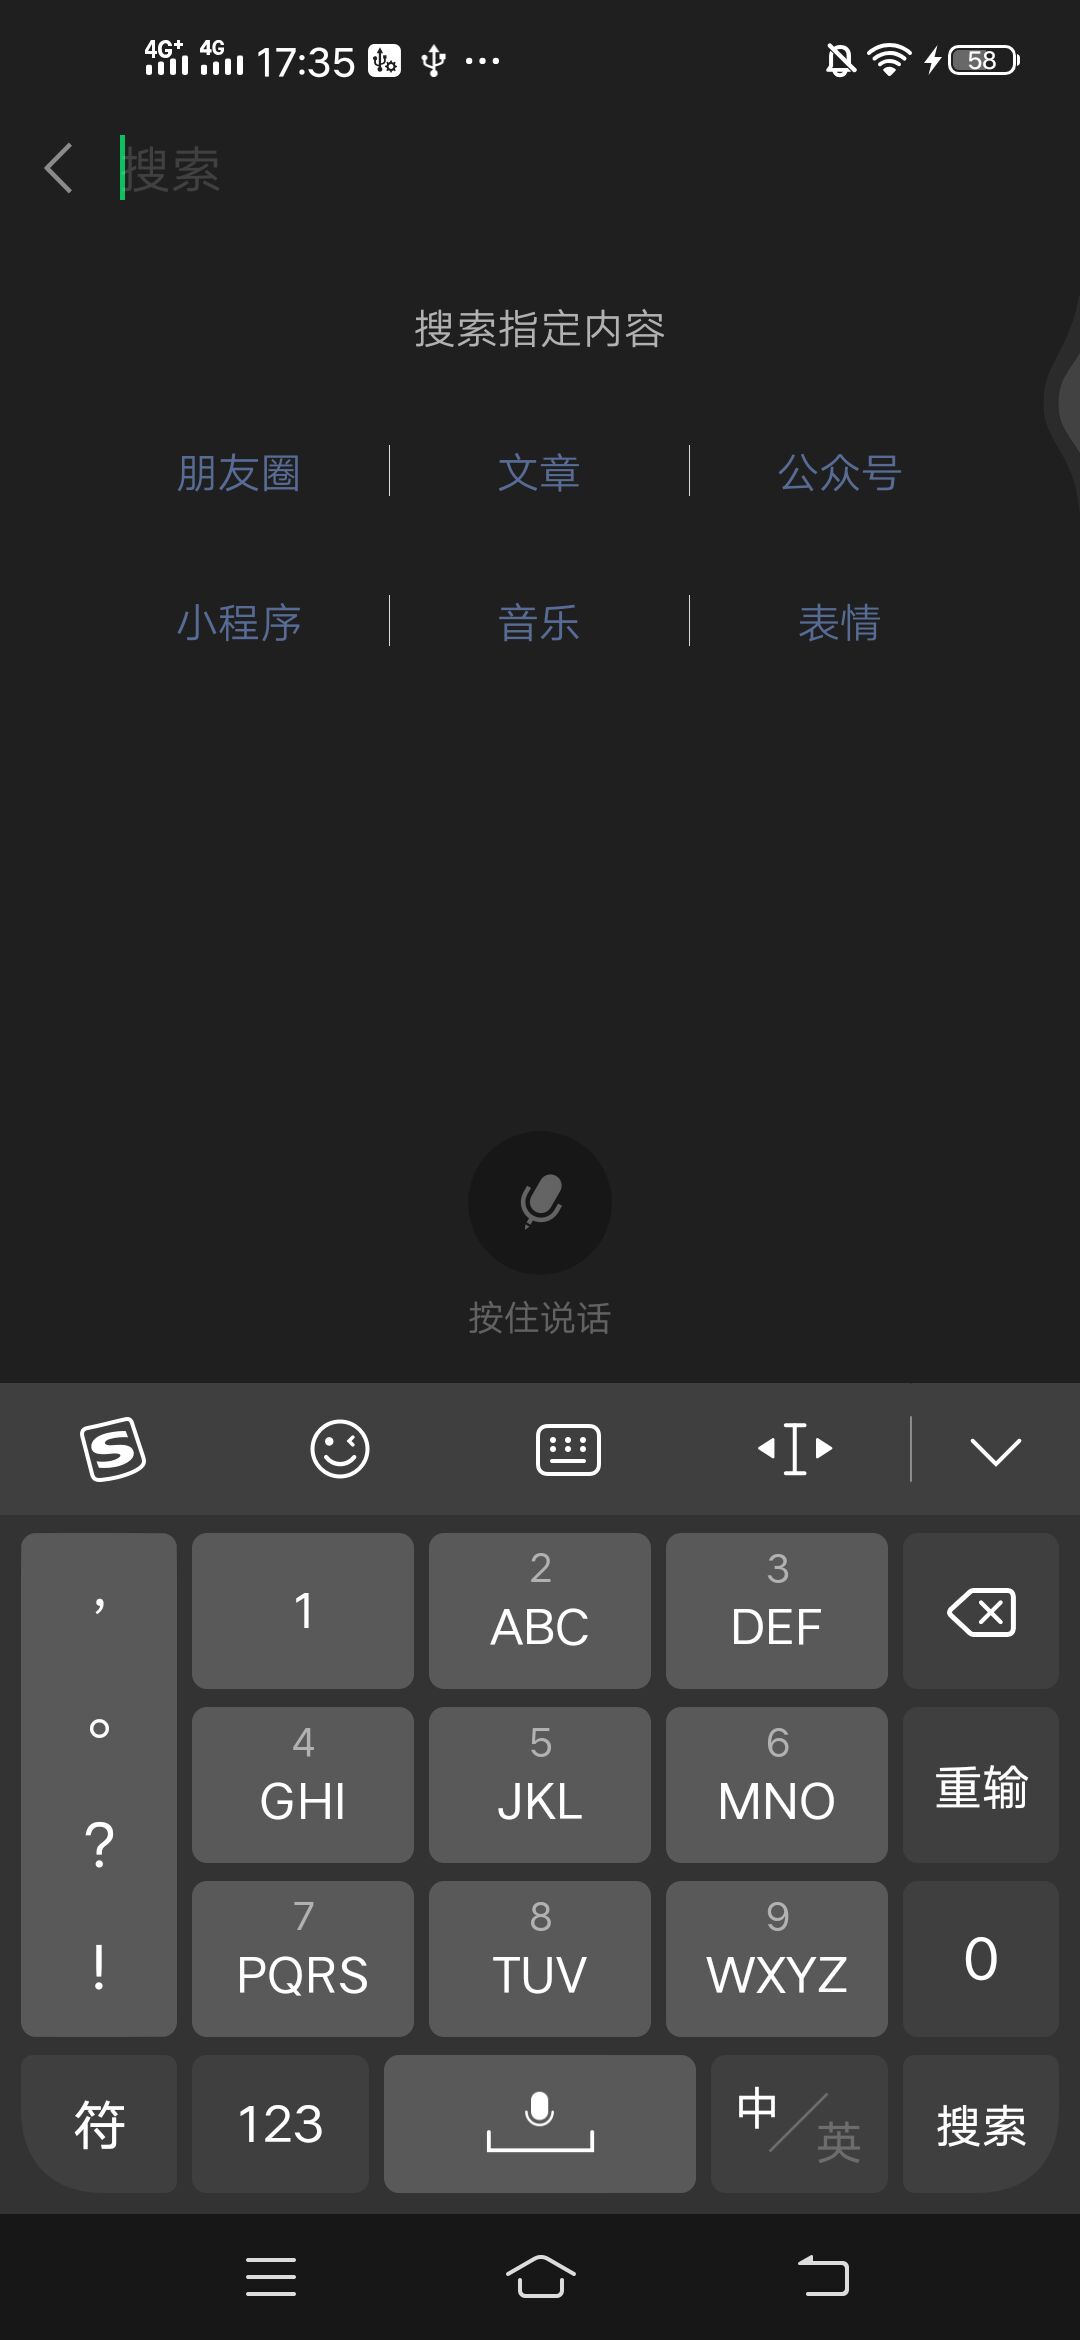 4G+ 4G 17:35 58
搜索
搜索指定内容
朋友圈 文章 公众号
小程序 音乐 表情
按住说话
，
。
?
!
1
2
ABC
3
DEF
4
GHI
5
JKL
6
MNO
重输
7
PQRS
8
TUV
9
WXYZ
0
符 123 中/英 搜索